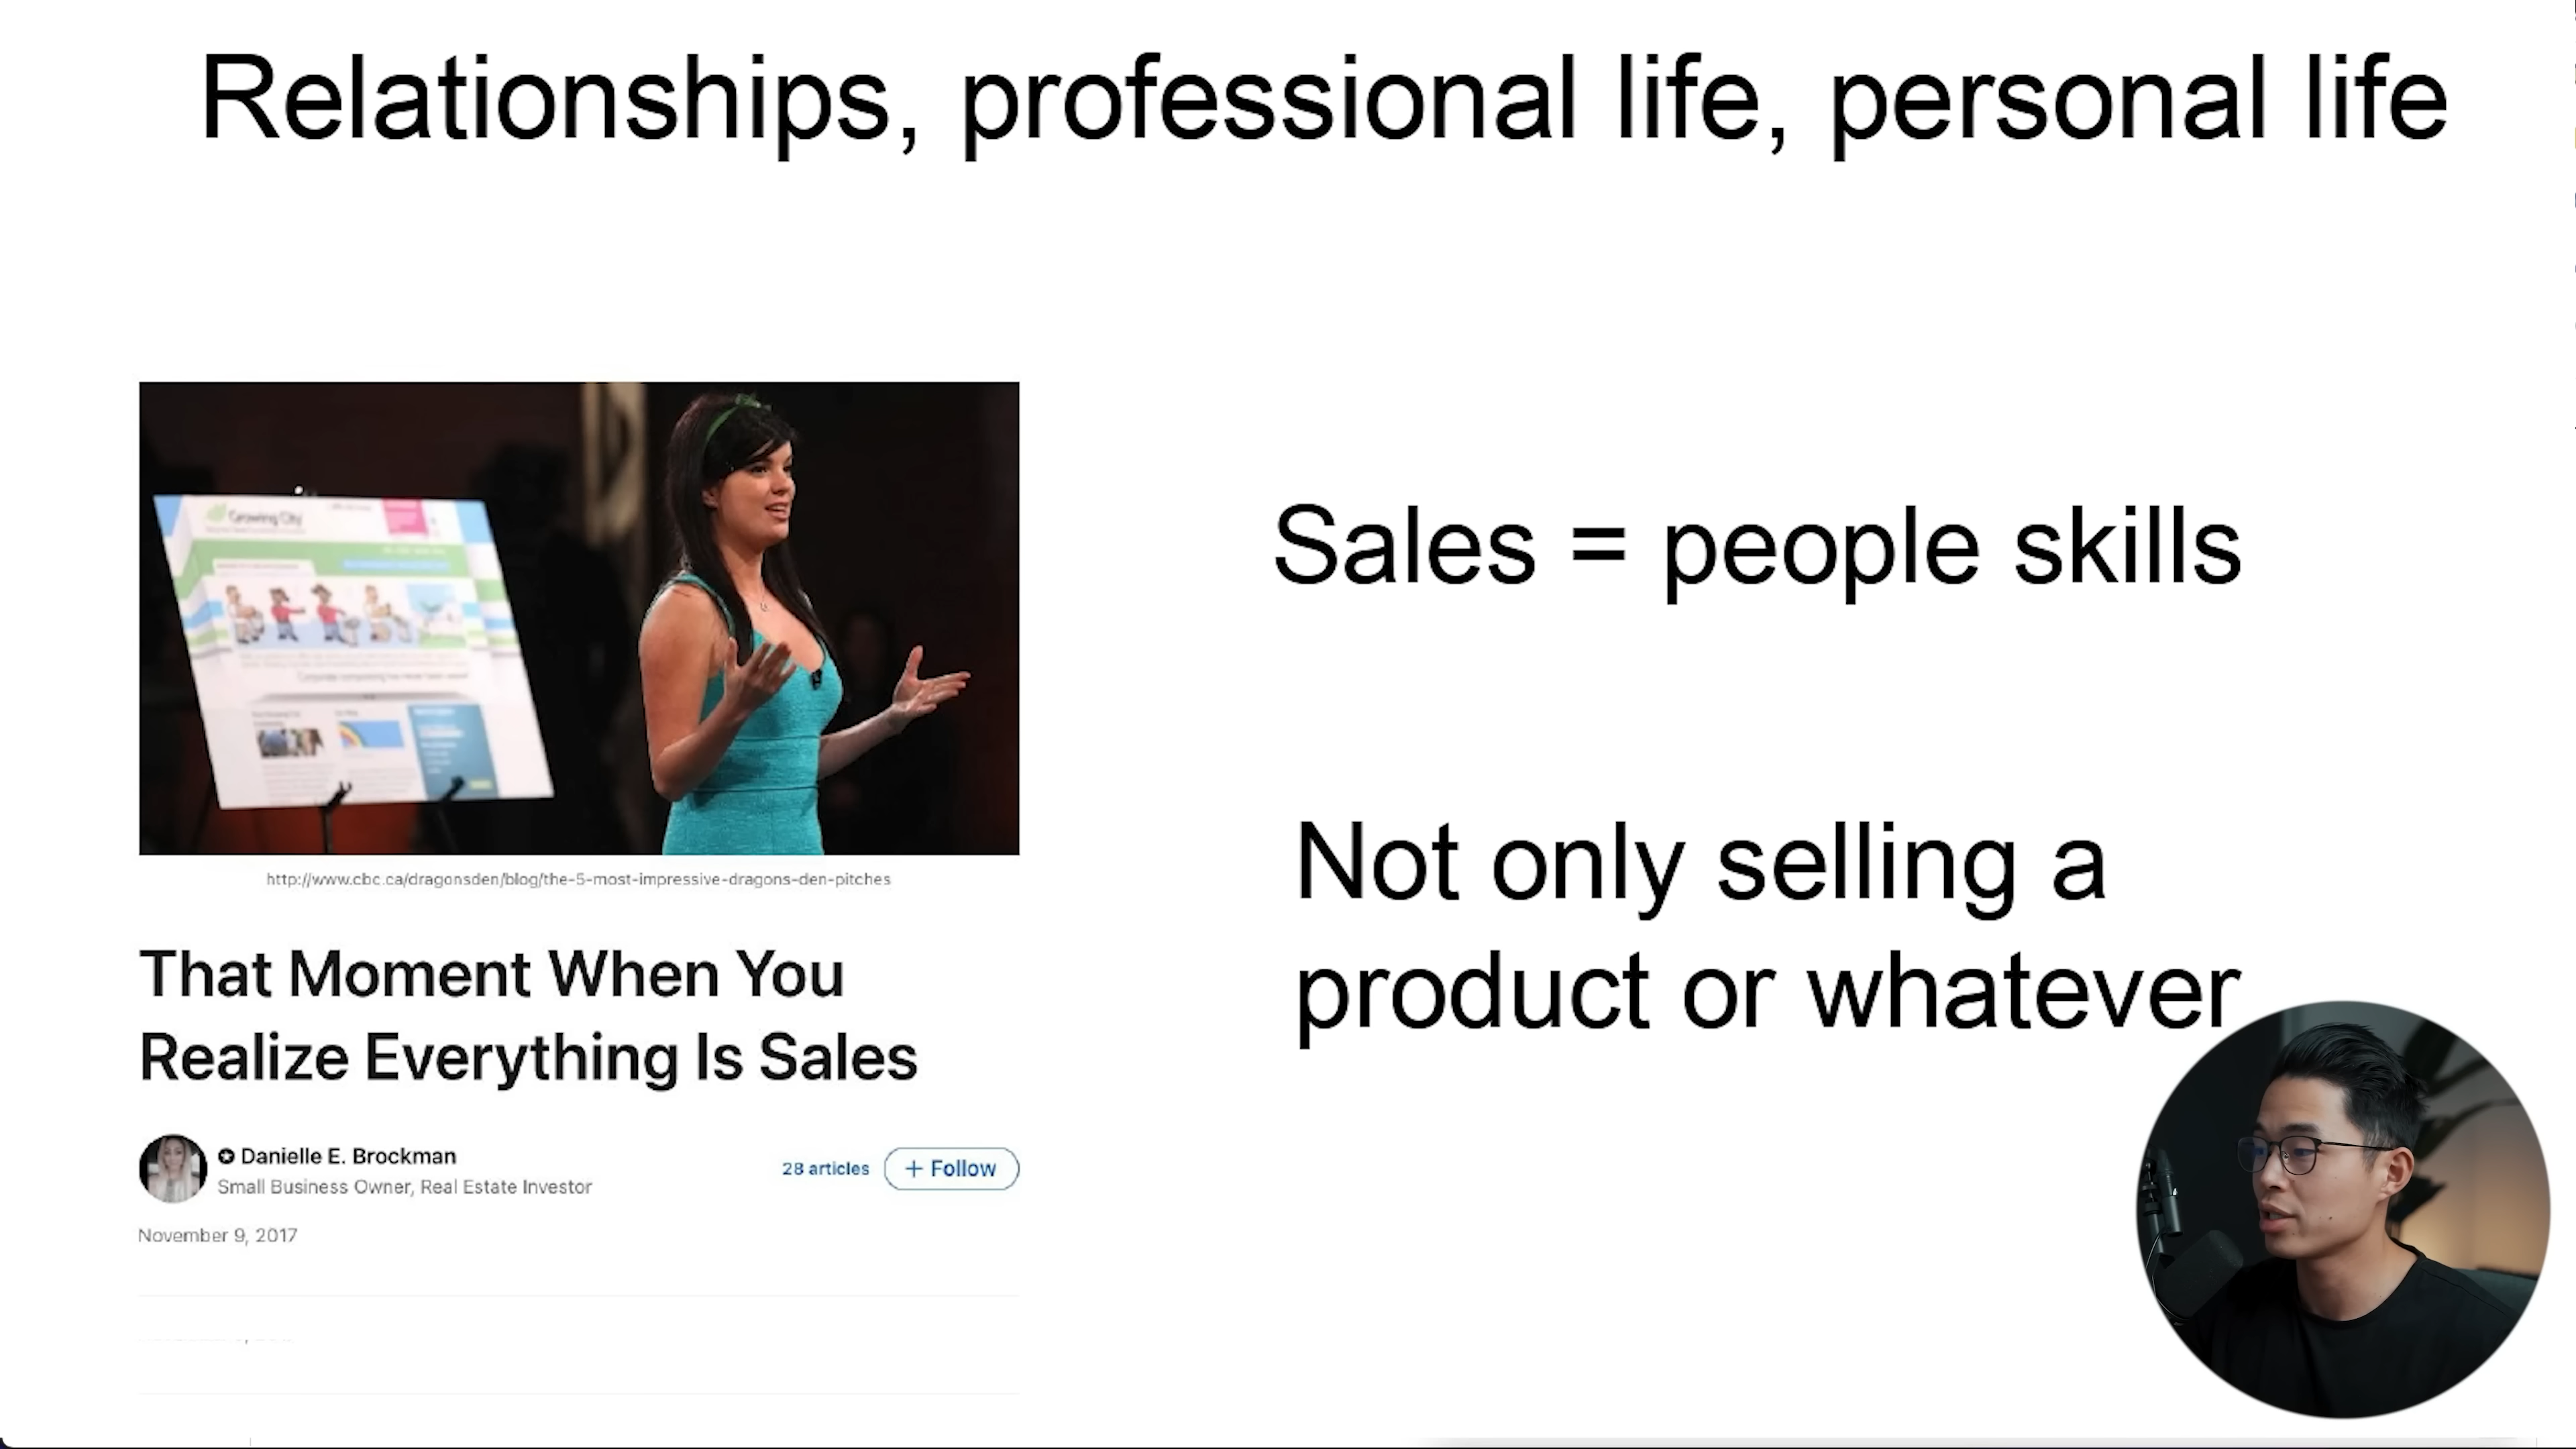 Relationships, professional life, personal life
Growing City
http://www.cbc.ca/dragonsden/blog/the-5-most-impressive-dragons-den-pitches
Sales = people skills
Not only selling a
product or whatever
That Moment When You
Realize Everything Is Sales
Danielle E. Brockman
Small Business Owner, Real Estate Investor
28 articles
+ Follow
November 9, 2017